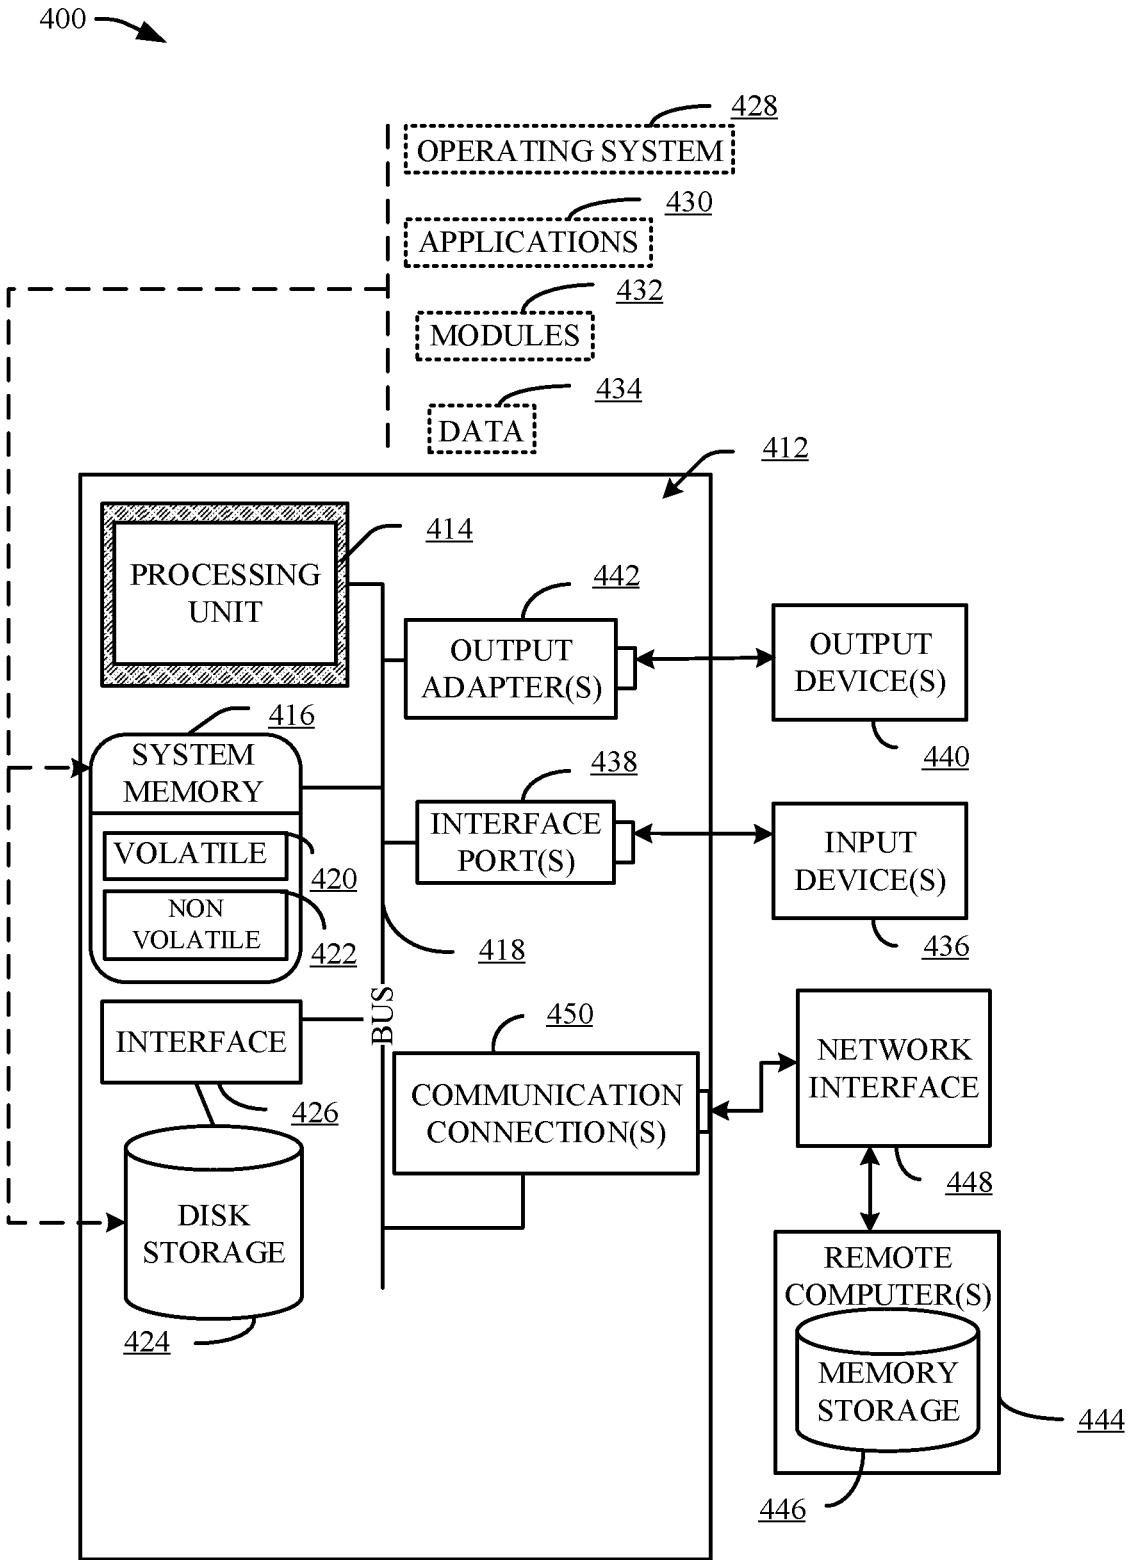 400
428
OPERATING SYSTEM
430
APPLICATIONS
432
MODULES
434
DATA
412
414
PROCESSING
UNIT
442
OUTPUT
ADAPTER(S)
OUTPUT
DEVICE(S)
440
416
SYSTEM
MEMORY
VOLATILE
420
NON
VOLATILE
422
438
INTERFACE
PORT(S)
INPUT
DEVICE(S)
436
418
BUS
INTERFACE
426
450
COMMUNICATION
CONNECTION(S)
NETWORK
INTERFACE
448
DISK
STORAGE
424
REMOTE
COMPUTER(S)
MEMORY
STORAGE
444
446